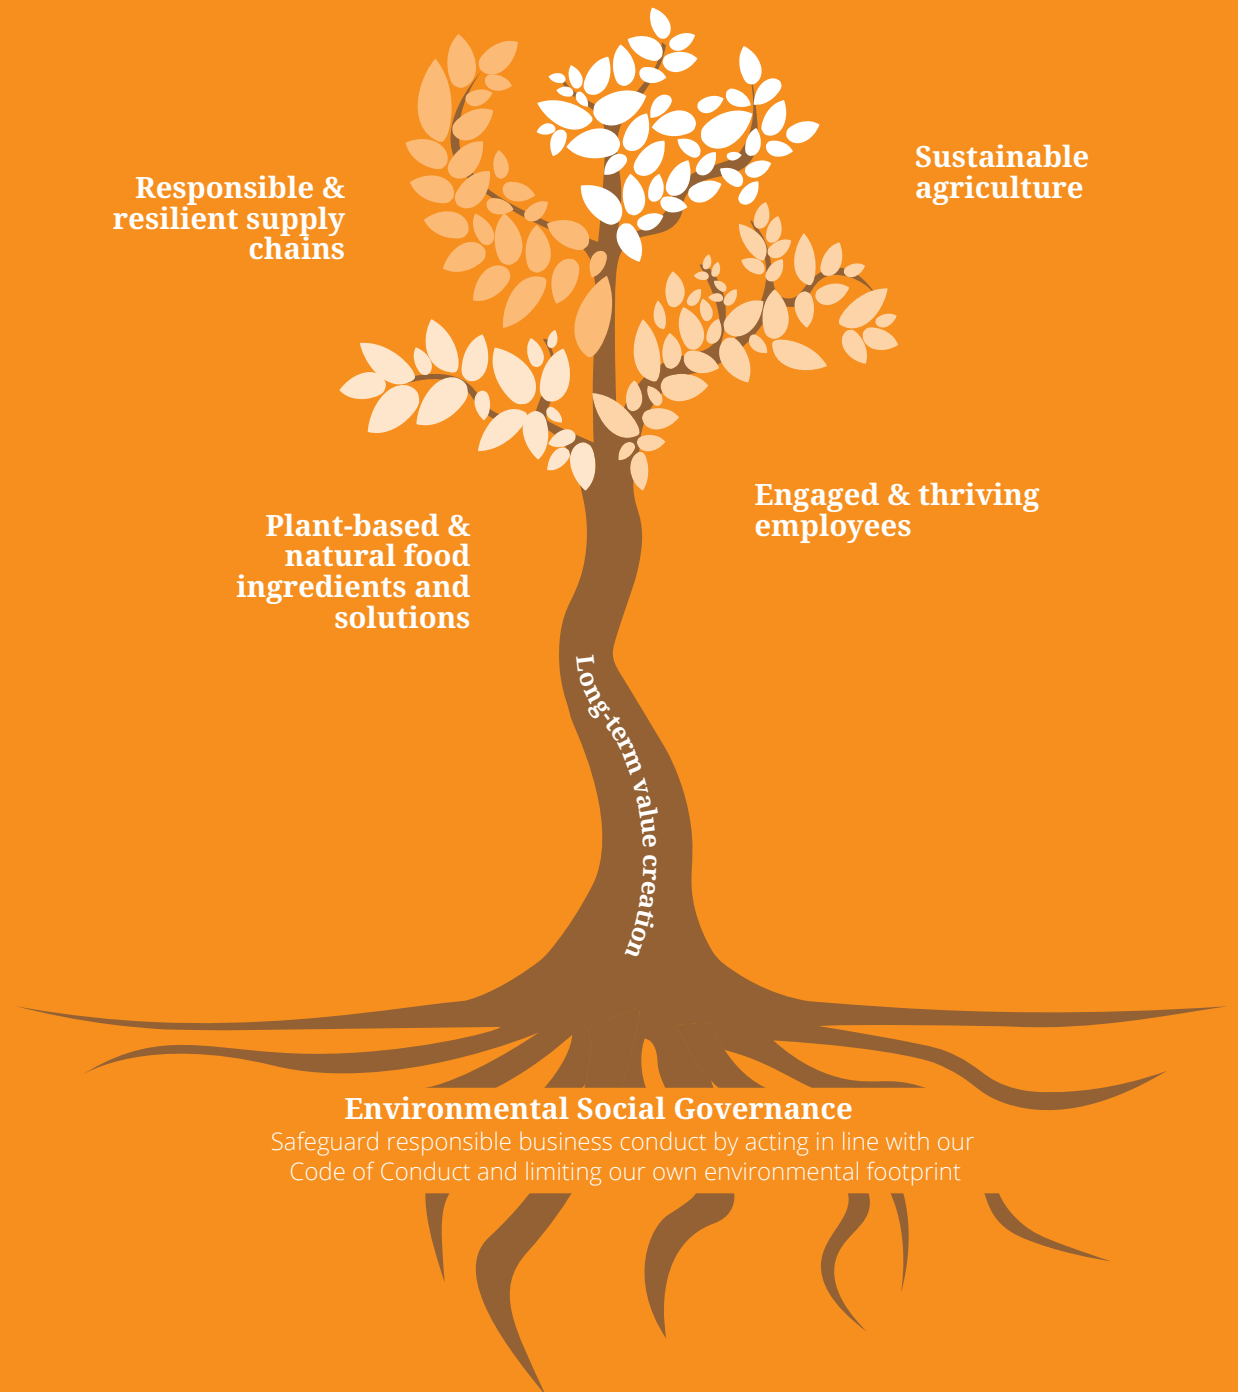 Sustainable
agriculture
Responsible &
resilient supply
chains
Engaged & thriving
employees
Plant-based &
natural food
ingredients and
solutions
Long-term value creation
Environmental Social Governance
Safeguard responsible business conduct by acting in line with our
Code of Conduct and limiting our own environmental footprint